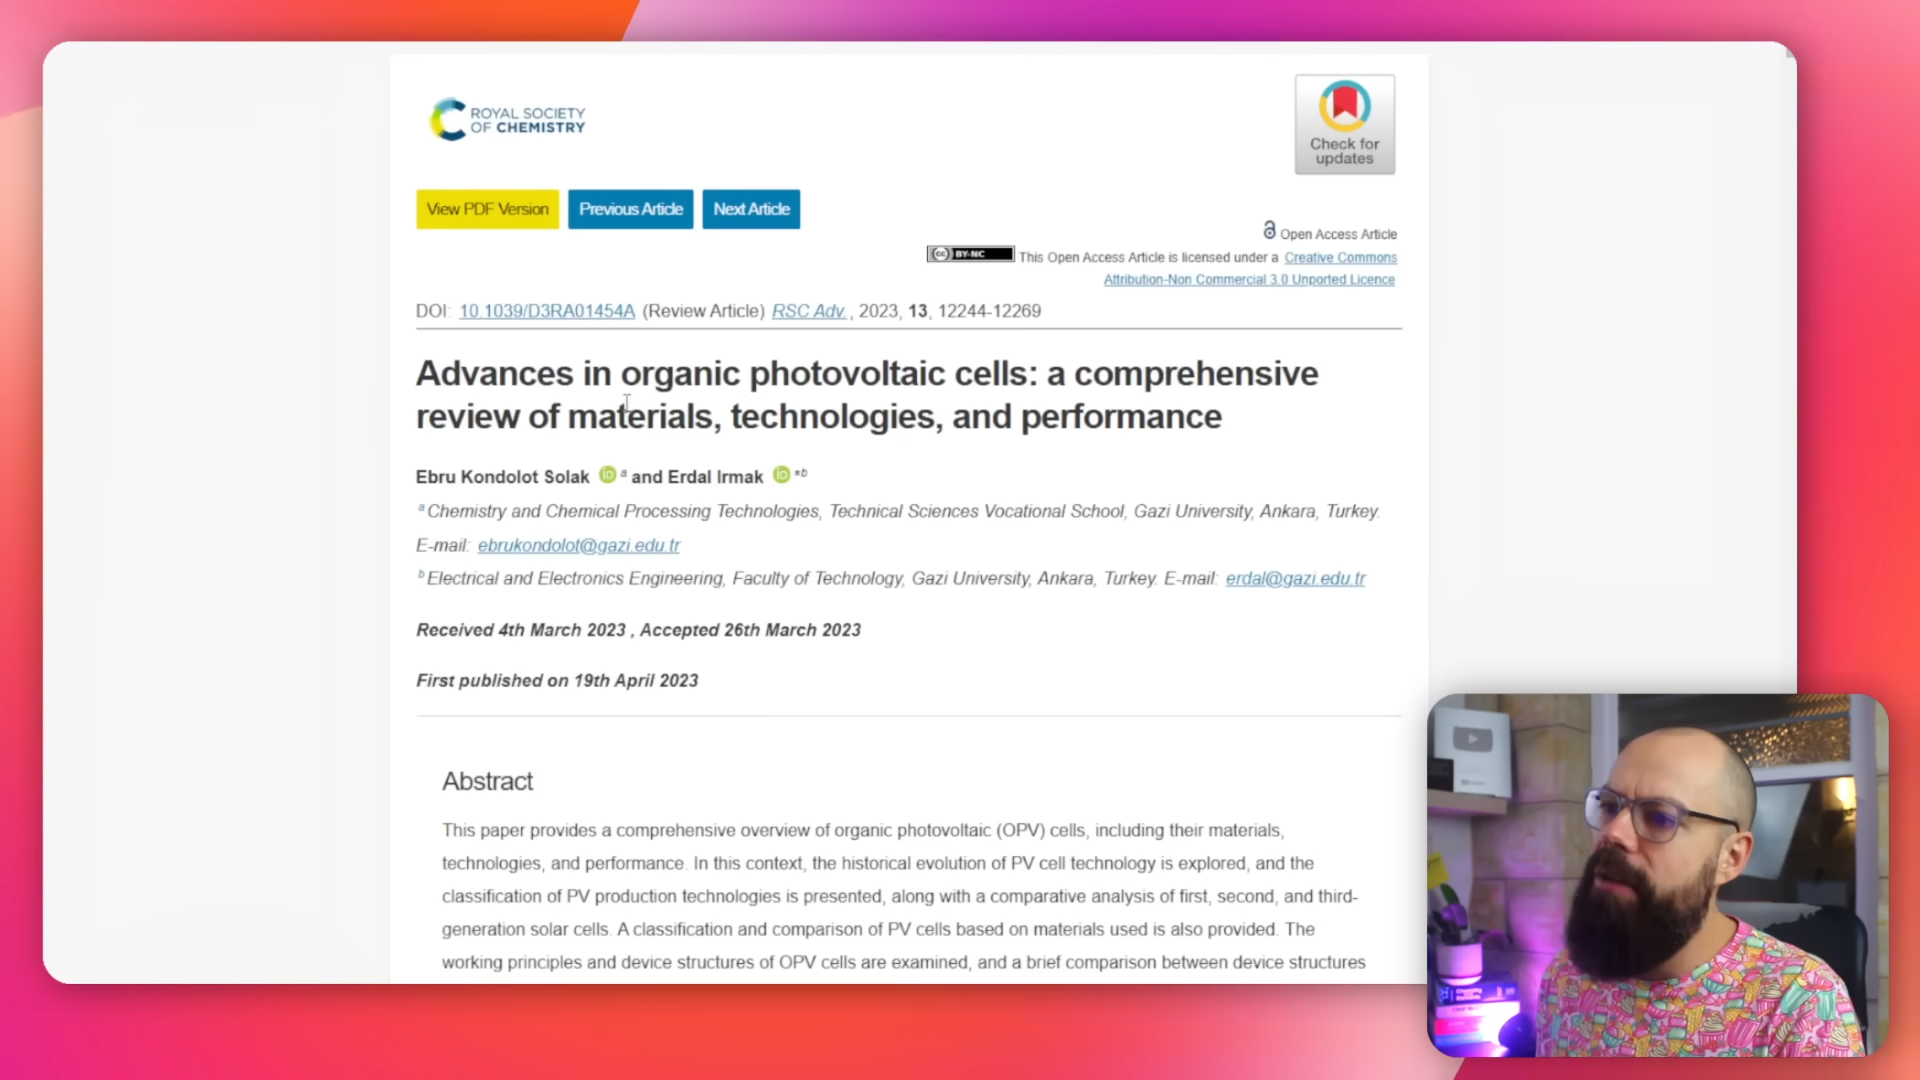 ROYAL SOCIETY
OF CHEMISTRY
Check for
updates
View PDF Version
Previous Article
Next Article
Open Access Article
cc BY-NC This Open Access Article is licensed under a Creative Commons
Attribution-Non Commercial 3.0 Unported Licence
DOI: 10.1039/D3RA01454A (Review Article) RSC Adv., 2023, 13, 12244-12269
Advances in organic photovoltaic cells: a comprehensive
review of materials, technologies, and performance
Ebru Kondolot Solak iD a and Erdal Irmak iD *b
a Chemistry and Chemical Processing Technologies, Technical Sciences Vocational School, Gazi University, Ankara, Turkey.
E-mail: ebrukondolot@gazi.edu.tr
b Electrical and Electronics Engineering, Faculty of Technology, Gazi University, Ankara, Turkey. E-mail: erdal@gazi.edu.tr
Received 4th March 2023 , Accepted 26th March 2023
First published on 19th April 2023
Abstract
This paper provides a comprehensive overview of organic photovoltaic (OPV) cells, including their materials,
technologies, and performance. In this context, the historical evolution of PV cell technology is explored, and the
classification of PV production technologies is presented, along with a comparative analysis of first, second, and third-
generation solar cells. A classification and comparison of PV cells based on materials used is also provided. The
working principles and device structures of OPV cells are examined, and a brief comparison between device structures